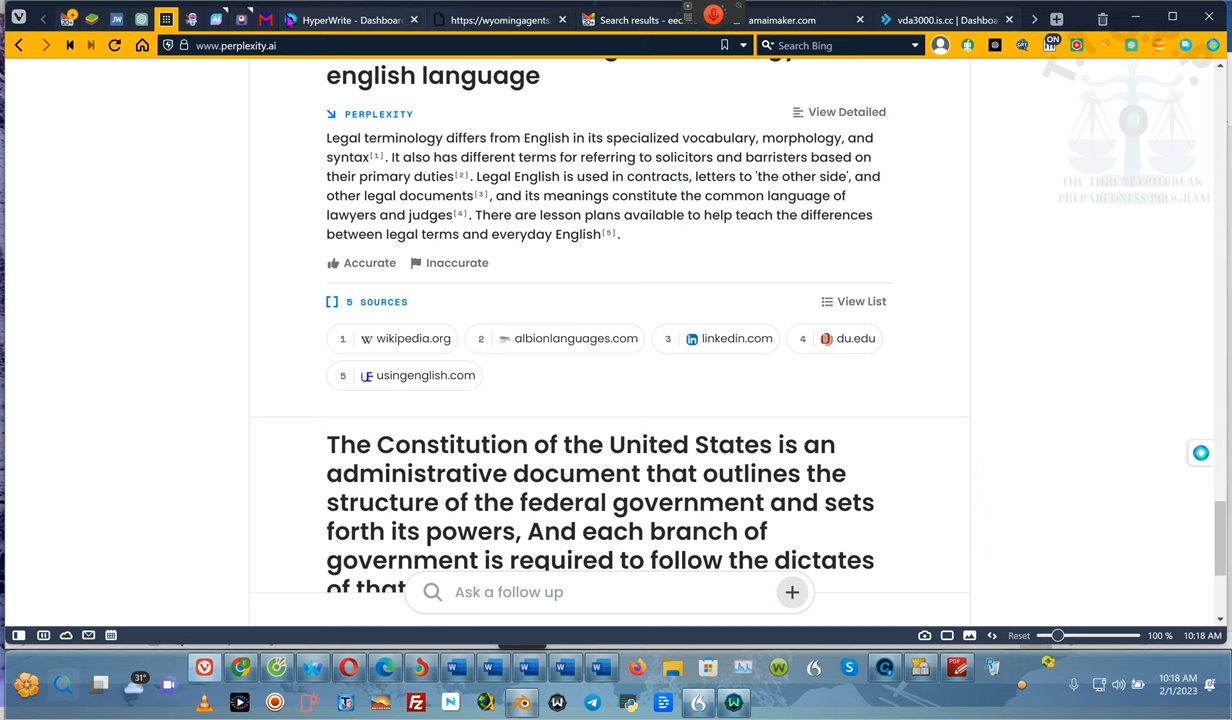 HyperWrite - Dashboar
https://wyomingagents.
Search results - eec
amaimaker.com
vda3000.is.cc | Dashboa
www.perplexity.ai
Search Bing
ON
english language
PERPLEXITY
View Detailed
Legal terminology differs from English in its specialized vocabulary, morphology, and
syntax[1]. It also has different terms for referring to solicitors and barristers based on
their primary duties[2]. Legal English is used in contracts, letters to 'the other side', and
other legal documents[3], and its meanings constitute the common language of
lawyers and judges[4]. There are lesson plans available to help teach the differences
between legal terms and everyday English[5].
THE THREAT OUTBREAK
PREPAREDNESS PROGRAM
Accurate
Inaccurate
5 SOURCES
View List
1 wikipedia.org
2 albionlanguages.com
3 linkedin.com
4 du.edu
5 usingenglish.com
The Constitution of the United States is an
administrative document that outlines the
structure of the federal government and sets
forth its powers, And each branch of
government is required to follow the dictates
of that
Ask a follow up
Reset
100 %
10:18 AM
31°
10:18 AM
2/1/2023